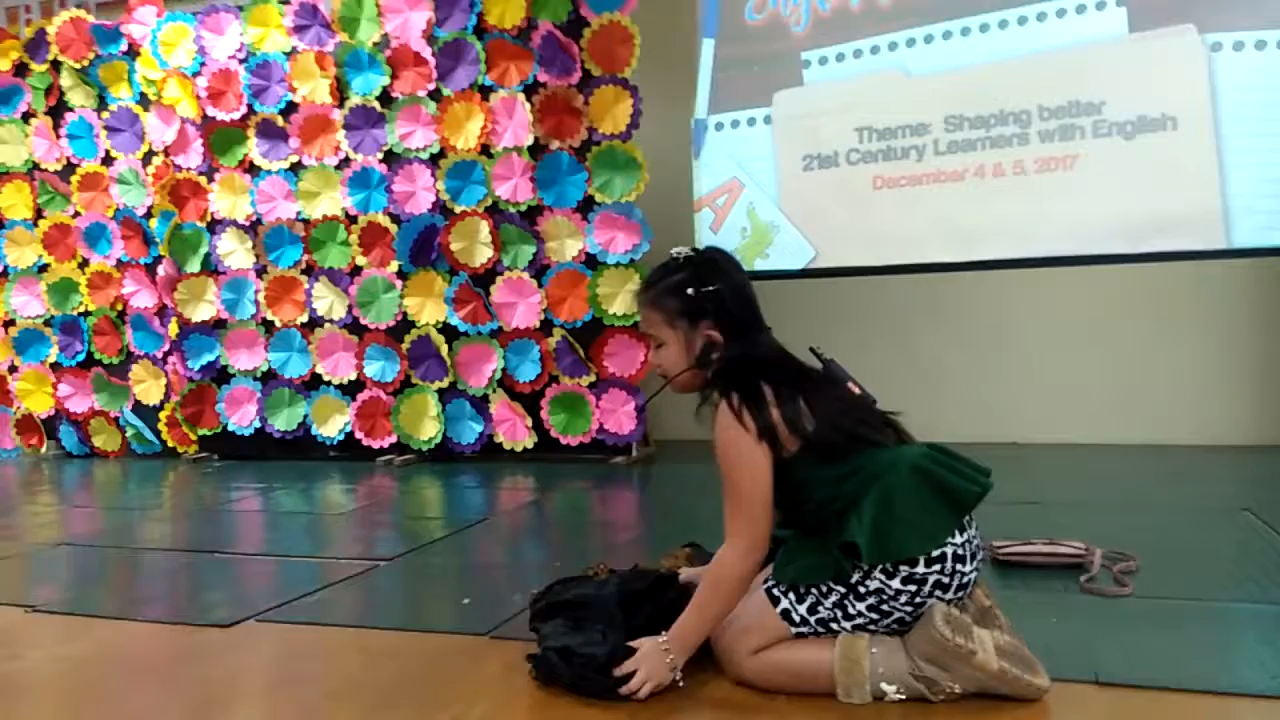 Theme: Shaping better
21st Century Learners with English
December 4 & 5, 2017
A